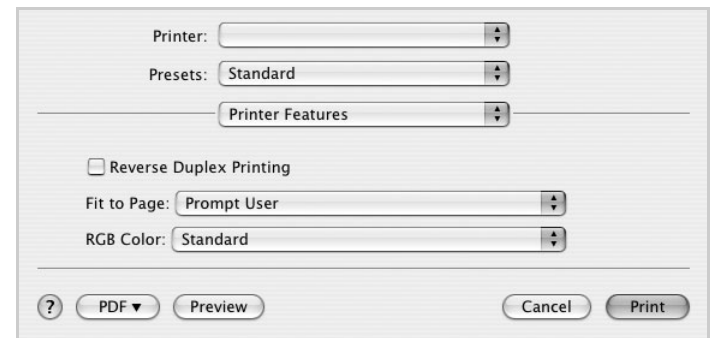 Printer:
Presets: Standard
Printer Features
Reverse Duplex Printing
Fit to Page: Prompt User
RGB Color: Standard
? PDF ▼ Preview Cancel Print